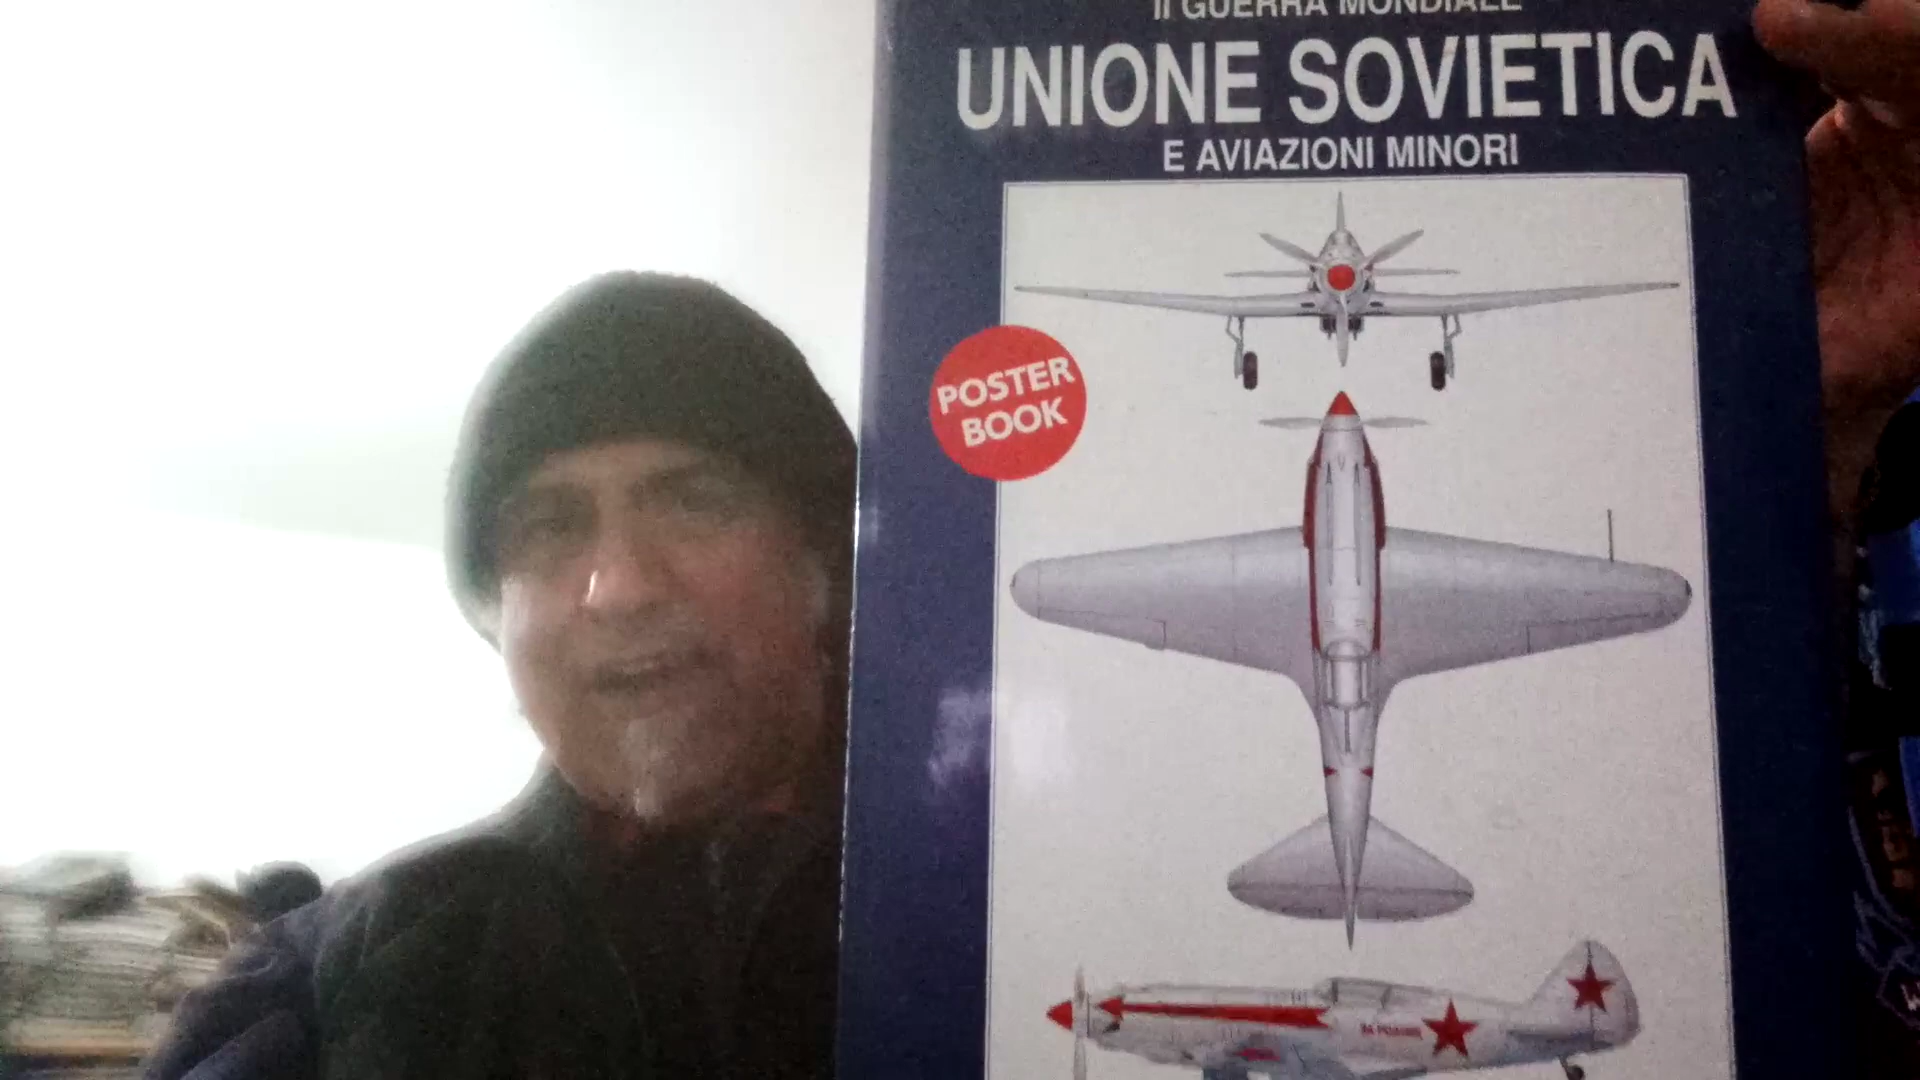 II GUERRA MONDIALE
UNIONE SOVIETICA
E AVIAZIONI MINORI
POSTER
BOOK